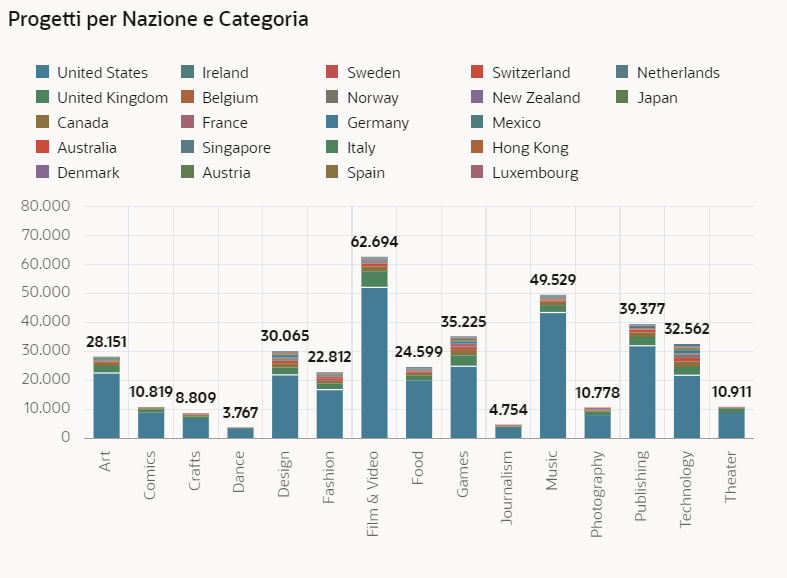 Progetti per Nazione e Categoria
United States Ireland Sweden Switzerland Netherlands
United Kingdom Belgium Norway New Zealand Japan
Canada France Germany Mexico
Australia Singapore Italy Hong Kong
Denmark Austria Spain Luxembourg
80.000
70.000
60.000
50.000
40.000
30.000
20.000
10.000
0
28.151
10.819
8.809
3.767
30.065
22.812
62.694
24.599
35.225
4.754
49.529
10.778
39.377
32.562
10.911
Art
Comics
Crafts
Dance
Design
Fashion
Film & Video
Food
Games
Journalism
Music
Photography
Publishing
Technology
Theater